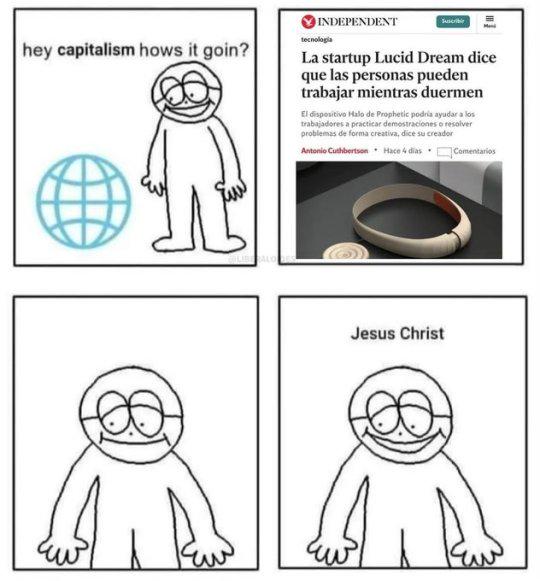 hey capitalism hows it goin?
INDEPENDENT
Suscribir
Menú
tecnología
La startup Lucid Dream dice
que las personas pueden
trabajar mientras duermen
El dispositivo Halo de Prophetic podría ayudar a los
trabajadores a practicar demostraciones o resolver
problemas de forma creativa, dice su creador
Antonio Cuthbertson • Hace 4 días • Comentarios
@LIBERALOIDES
Jesus Christ